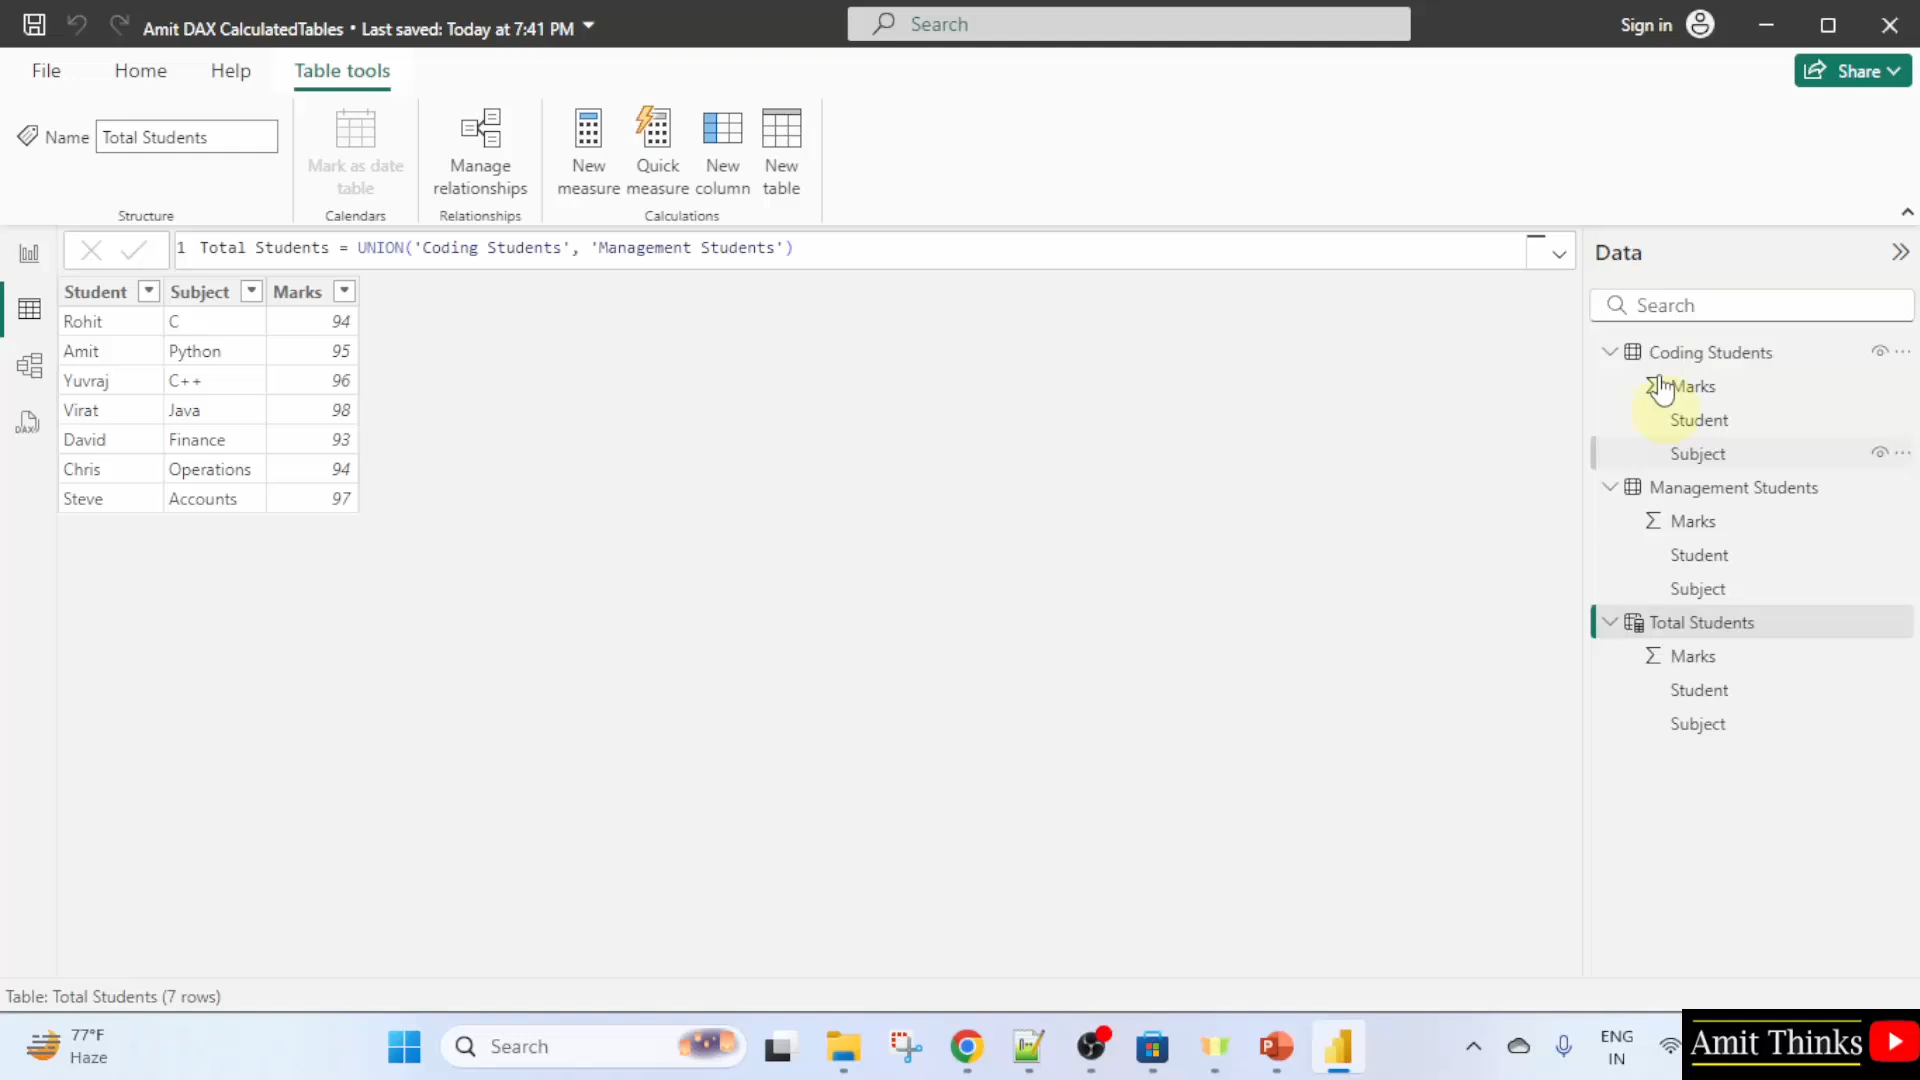 Amit DAX CalculatedTables • Last saved: Today at 7:41 PM
Search
Sign in
File
Home
Help
Table tools
Share
Name
Total Students
Mark as date
table
Manage
relationships
New
measure
Quick
measure
New
column
New
table
Structure
Calendars
Relationships
Calculations
1 Total Students = UNION('Coding Students', 'Management Students')
Student Subject Marks
Rohit C 94
Amit Python 95
Yuvraj C++ 96
Virat Java 98
David Finance 93
Chris Operations 94
Steve Accounts 97
DAX
Data
Search
Coding Students
Marks
Student
Subject
Management Students
Σ Marks
Student
Subject
Total Students
Σ Marks
Student
Subject
Table: Total Students (7 rows)
77°F
Haze
Search
ENG
IN
Amit Thinks